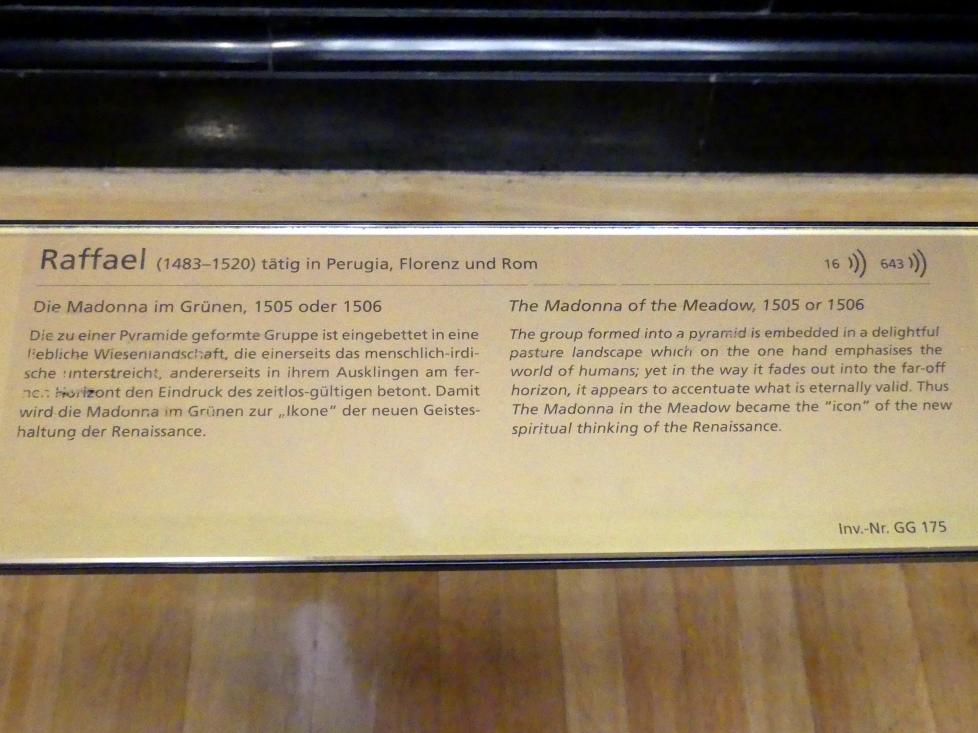 Raffael (1483–1520) tätig in Perugia, Florenz und Rom
16 643
Die Madonna im Grünen, 1505 oder 1506
Die zu einer Pyramide geformte Gruppe ist eingebettet in eine
liebliche Wiesenlandschaft, die einerseits das menschlich-irdi-
sche unterstreicht, andererseits in ihrem Ausklingen am fer-
nen Horizont den Eindruck des zeitlos-gültigen betont. Damit
wird die Madonna im Grünen zur „Ikone“ der neuen Geistes-
haltung der Renaissance.
The Madonna of the Meadow, 1505 or 1506
The group formed into a pyramid is embedded in a delightful
pasture landscape which on the one hand emphasises the
world of humans; yet in the way it fades out into the far-off
horizon, it appears to accentuate what is eternally valid. Thus
The Madonna in the Meadow became the "icon" of the new
spiritual thinking of the Renaissance.
Inv.-Nr. GG 175